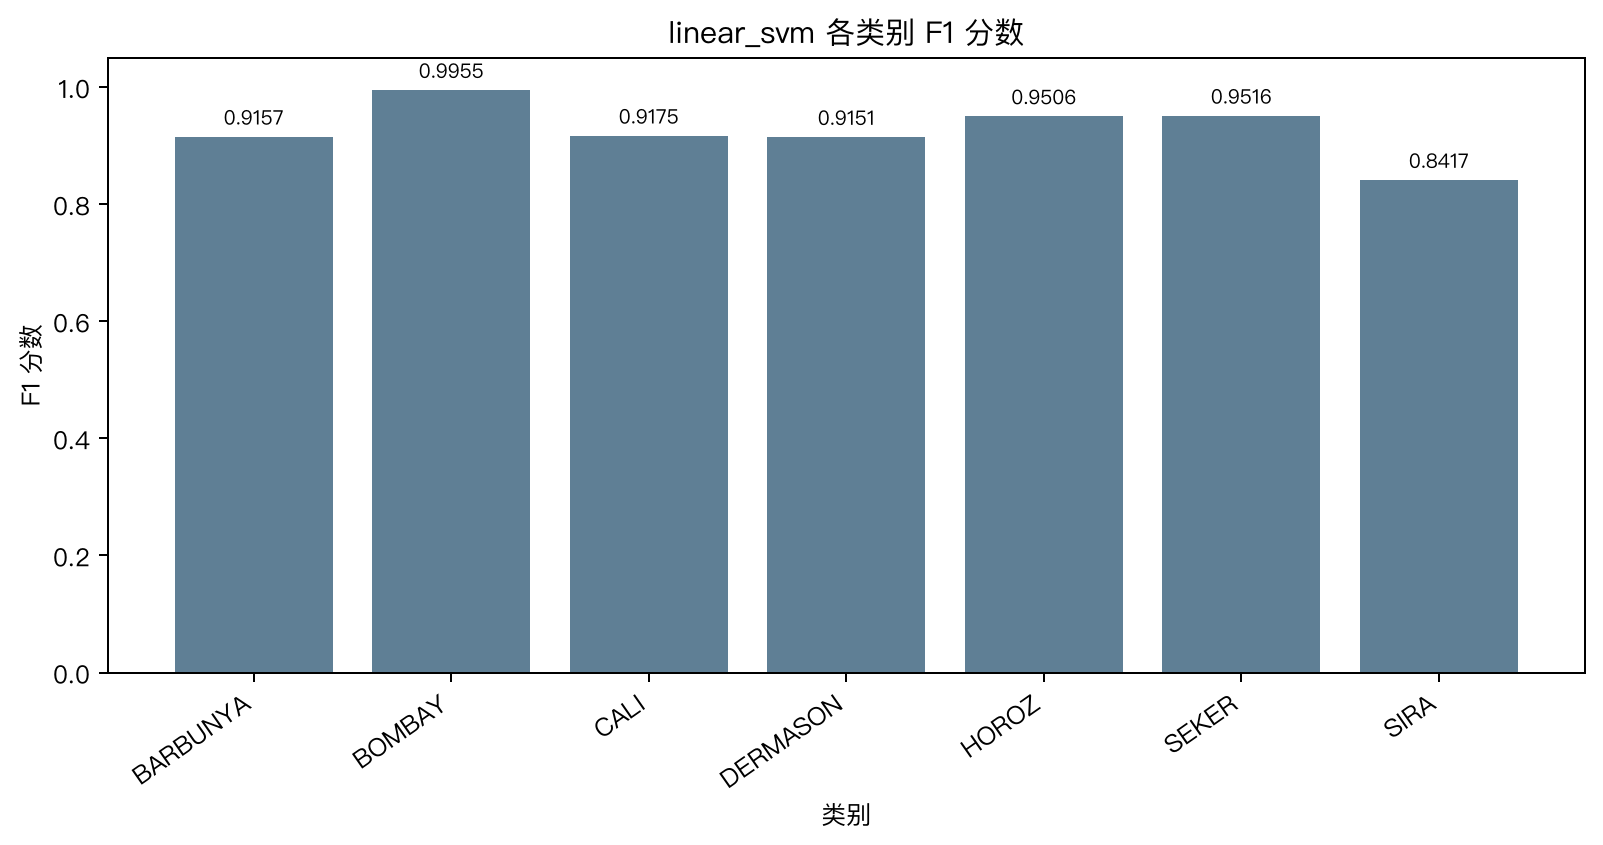 linear_svm 各类别 F1 分数
0.9157
0.9955
0.9175
0.9151
0.9506
0.9516
0.8417
1.0
0.8
0.6
0.4
0.2
0.0
F1 分数
BARBUNYA
BOMBAY
CALI
DERMASON
HOROZ
SEKER
SIRA
类别